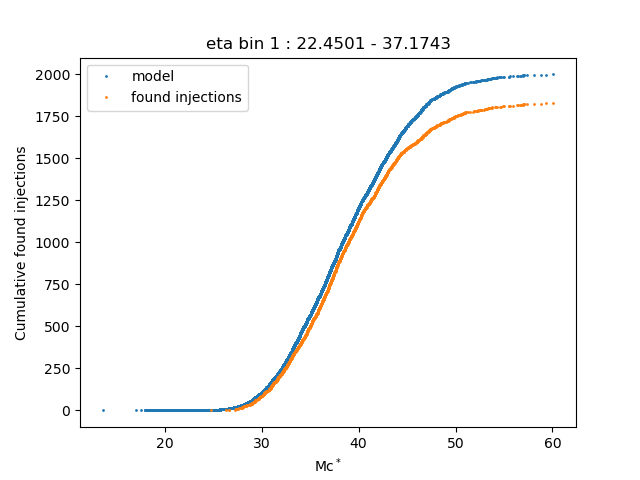 eta bin 1 : 22.4501 - 37.1743
model
found injections
Cumulative found injections
2000
1750
1500
1250
1000
750
500
250
0
20 30 40 50 60
Mc*